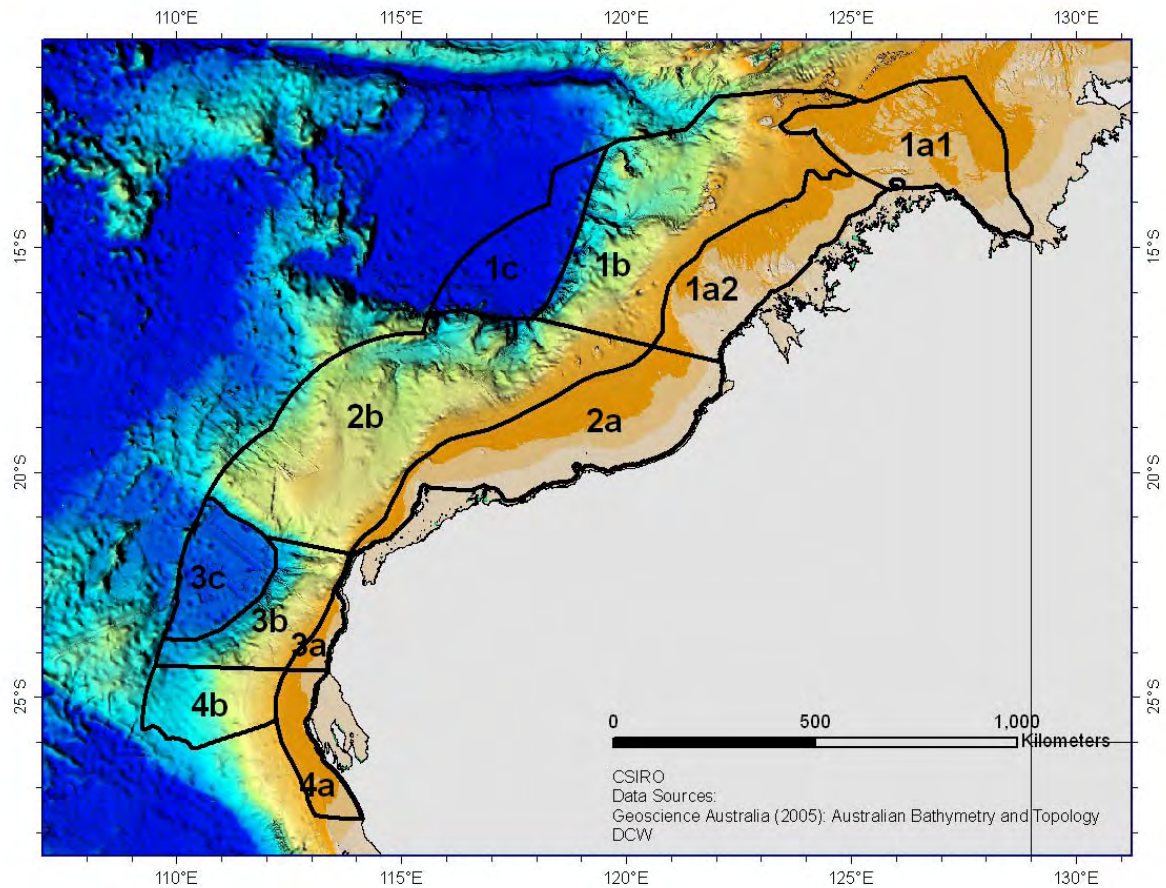 110°E 115°E 120°E 125°E 130°E
1a1
15°S 15°S
1c 1b
1a2
2b 2a
20°S 20°S
3c
3b
3a
25°S 25°S
4b
0 500 1,000
Kilometers
4a
CSIRO
Data Sources:
Geoscience Australia (2005): Australian Bathymetry and Topology
DCW
110°E 115°E 120°E 125°E 130°E